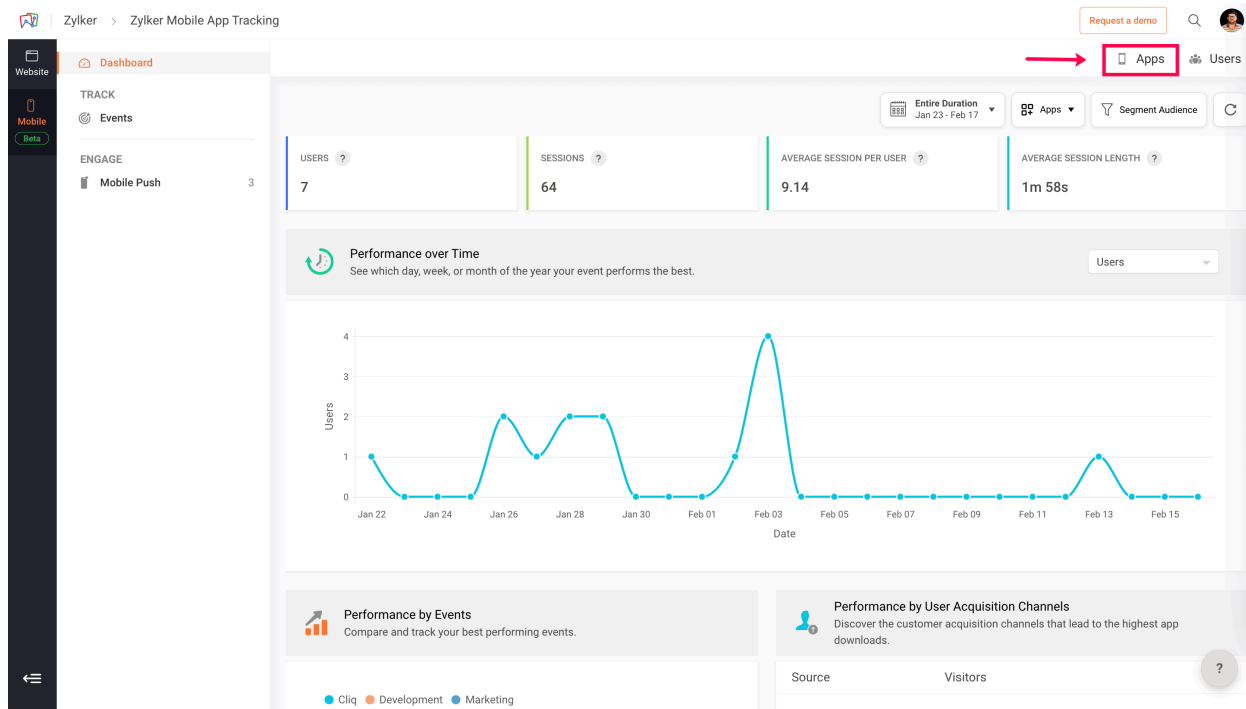 Zylker > Zylker Mobile App Tracking
Request a demo
Website
Mobile
Beta
Dashboard
TRACK
Events
ENGAGE
Mobile Push 3
Apps
Users
Entire Duration
Jan 23 - Feb 17
Apps
Segment Audience
USERS ?
7
SESSIONS ?
64
AVERAGE SESSION PER USER ?
9.14
AVERAGE SESSION LENGTH ?
1m 58s
Performance over Time
See which day, week, or month of the year your event performs the best.
Users
4
3
2
1
0
Users
Jan 22 Jan 24 Jan 26 Jan 28 Jan 30 Feb 01 Feb 03 Feb 05 Feb 07 Feb 09 Feb 11 Feb 13 Feb 15
Date
Performance by Events
Compare and track your best performing events.
Cliq Development Marketing
Performance by User Acquisition Channels
Discover the customer acquisition channels that lead to the highest app
downloads.
Source Visitors
?